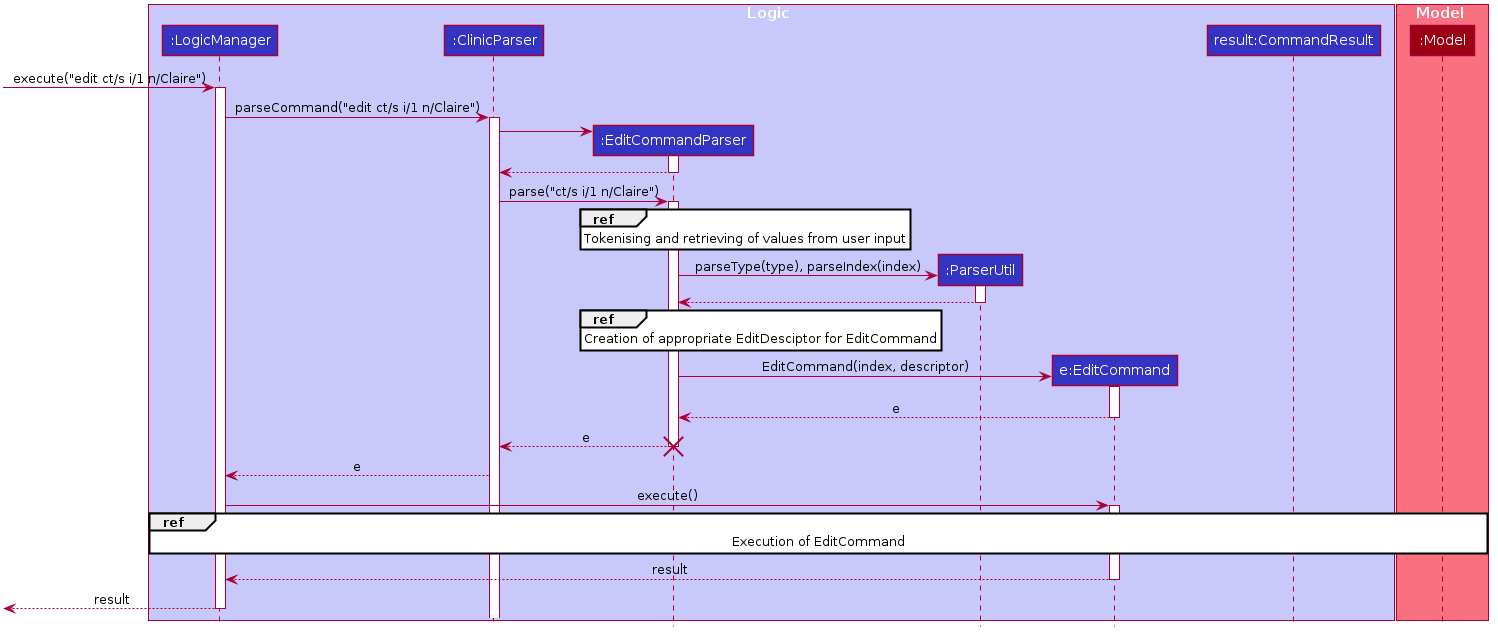 Logic
Model
:LogicManager
:ClinicParser
result:CommandResult
:Model
execute("edit ct/s i/1 n/Claire")
parseCommand("edit ct/s i/1 n/Claire")
:EditCommandParser
parse("ct/s i/1 n/Claire")
ref
Tokenising and retrieving of values from user input
parseType(type), parseIndex(index)
:ParserUtil
ref
Creation of appropriate EditDesciptor for EditCommand
EditCommand(index, descriptor)
e:EditCommand
e
e
e
execute()
ref
Execution of EditCommand
result
result